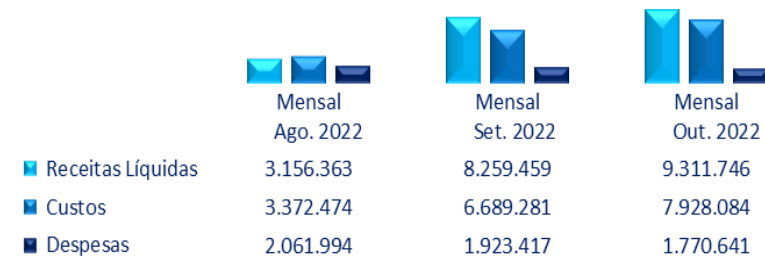 Mensal Mensal Mensal
Ago. 2022 Set. 2022 Out. 2022
Receitas Líquidas 3.156.363 8.259.459 9.311.746
Custos 3.372.474 6.689.281 7.928.084
Despesas 2.061.994 1.923.417 1.770.641